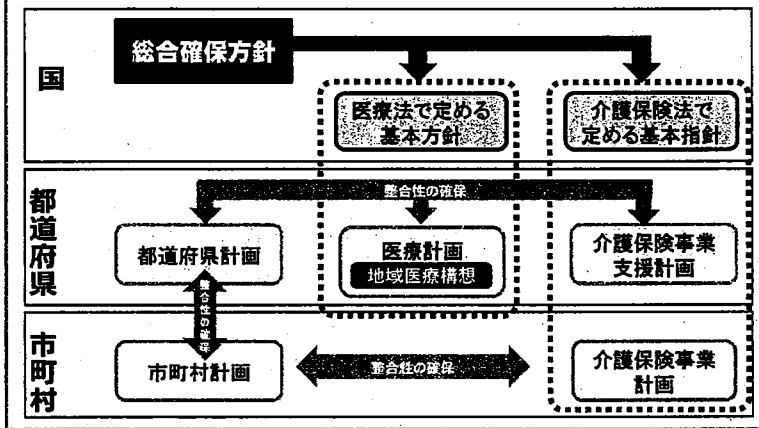 国
総合確保方針
医療法で定める
基本方針
介護保険法で
定める基本指針
都道府県
整合性の確保
都道府県計画
医療計画
地域医療構想
介護保険事業
支援計画
整合性の確保
市町村
市町村計画
整合性の確保
介護保険事業
計画